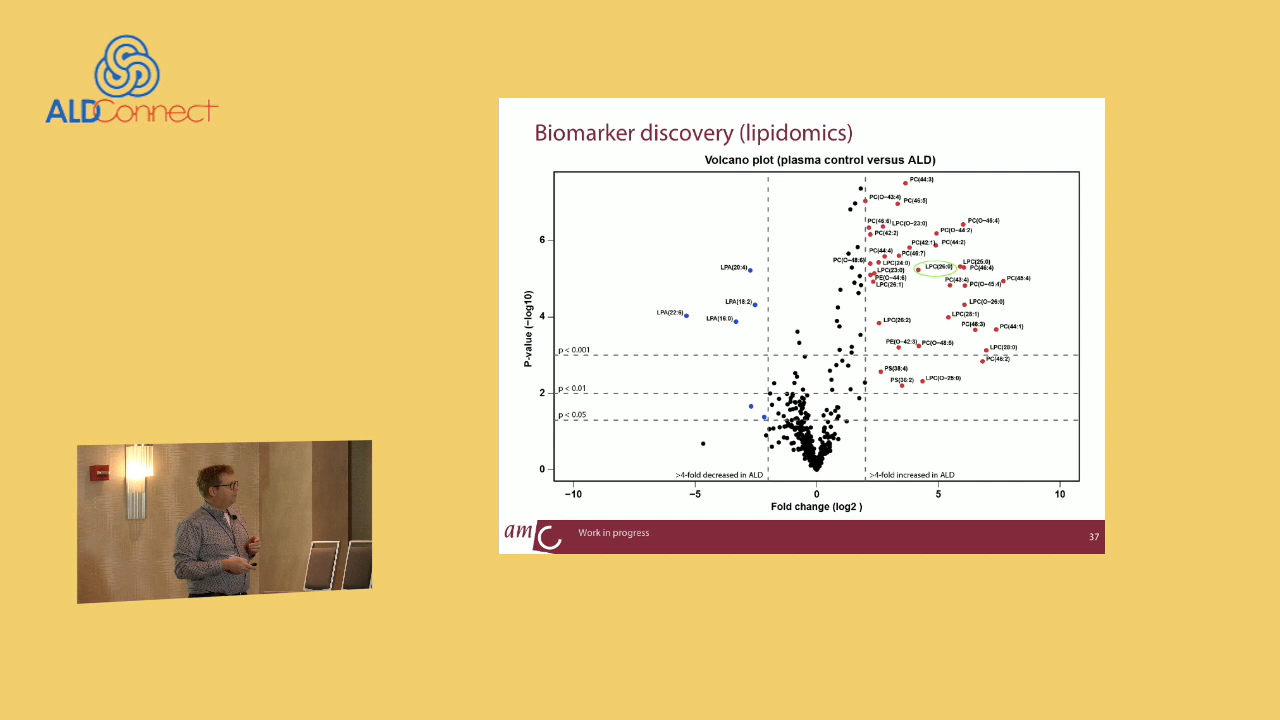 ALDConnect
Biomarker discovery (lipidomics)
Volcano plot (plasma control versus ALD)
PC(44:3)
PC(O−43:4)
PC(46:5)
PC(46:6)
LPC(O−23:0)
PC(O−46:4)
PC(42:2)
PC(O−44:2)
PC(42:1)
PC(44:2)
PC(44:4)
PC(46:7)
PC(O−48:6)
LPC(24:0)
LPC(26:0)
LPC(25:0)
PC(46:4)
LPC(23:0)
PE(O−44:6)
LPC(26:1)
PC(43:4)
PC(O−45:4)
PC(48:4)
LPA(20:4)
LPA(18:2)
LPA(22:6)
LPA(16:0)
LPC(O−26:0)
LPC(26:2)
LPC(28:1)
PC(44:1)
PE(O−42:3)
PC(O−48:5)
LPC(28:0)
PC(46:2)
PS(38:4)
PS(36:2)
p < 0.001
p < 0.01
p < 0.05
>4-fold decreased in ALD
>4-fold increased in ALD
6
4
2
0
P-value (−log10)
−10
−5
0
5
10
Fold change (log2 )
amc
Work in progress
37